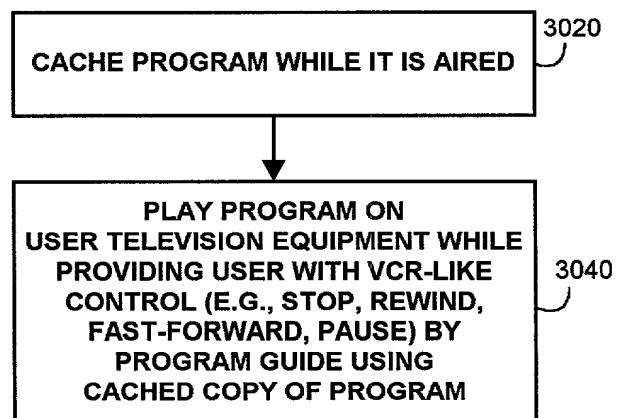 3020
CACHE PROGRAM WHILE IT IS AIRED
PLAY PROGRAM ON
USER TELEVISION EQUIPMENT WHILE
PROVIDING USER WITH VCR-LIKE
CONTROL (E.G., STOP, REWIND,
FAST-FORWARD, PAUSE) BY
PROGRAM GUIDE USING
CACHED COPY OF PROGRAM
3040